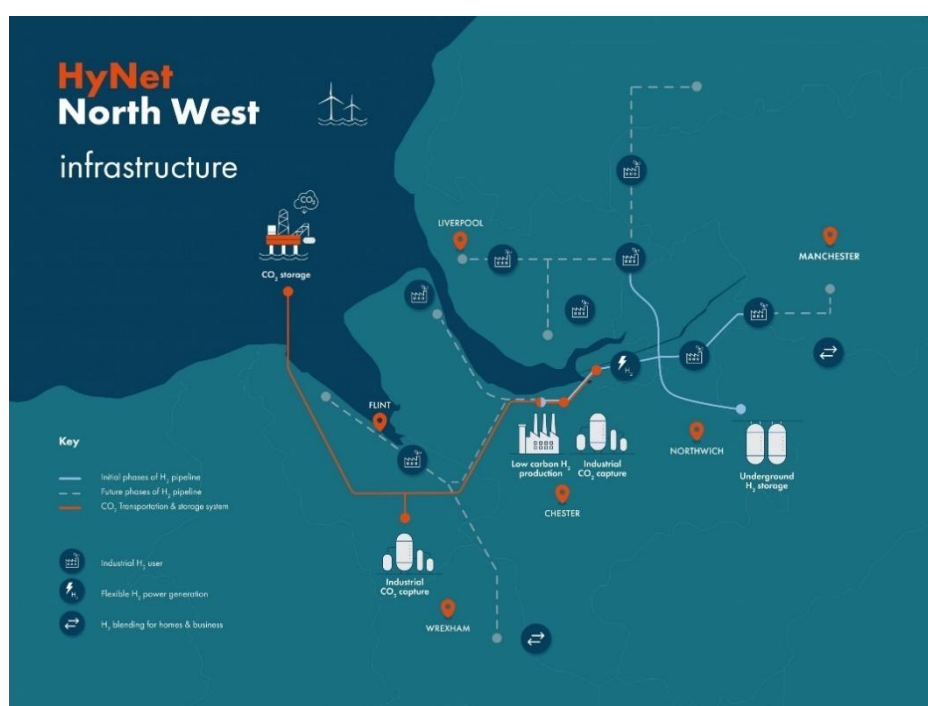 HyNet
North West
infrastructure
CO₂
CO₂ storage
LIVERPOOL
MANCHESTER
FLINT
H₂
Low carbon H₂
production
Industrial
CO₂ capture
NORTHWICH
Underground
H₂ storage
CHESTER
Industrial
CO₂ capture
WREXHAM
Key
Initial phases of H₂ pipeline
Future phases of H₂ pipeline
CO₂ Transportation & storage system
Industrial H₂ user
H₂
Flexible H₂ power generation
H₂ blending for homes & business